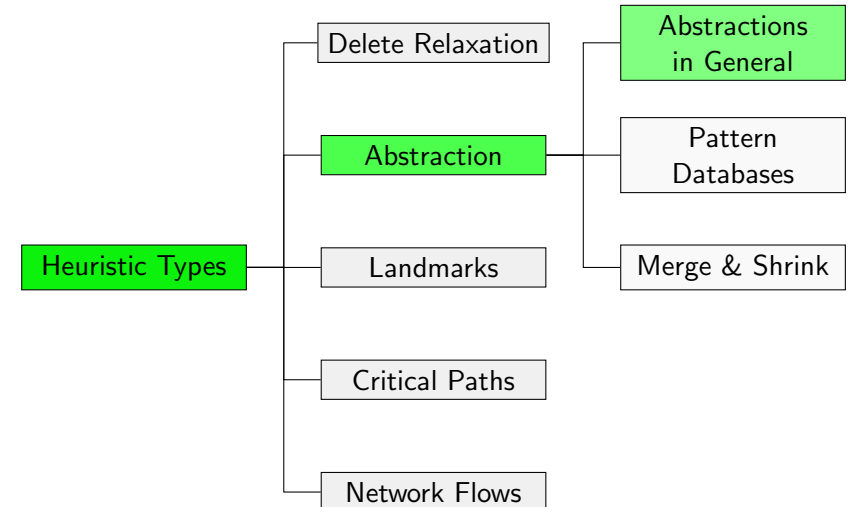 Heuristic Types
Delete Relaxation
Abstraction
Landmarks
Critical Paths
Network Flows
Abstractions
in General
Pattern
Databases
Merge & Shrink